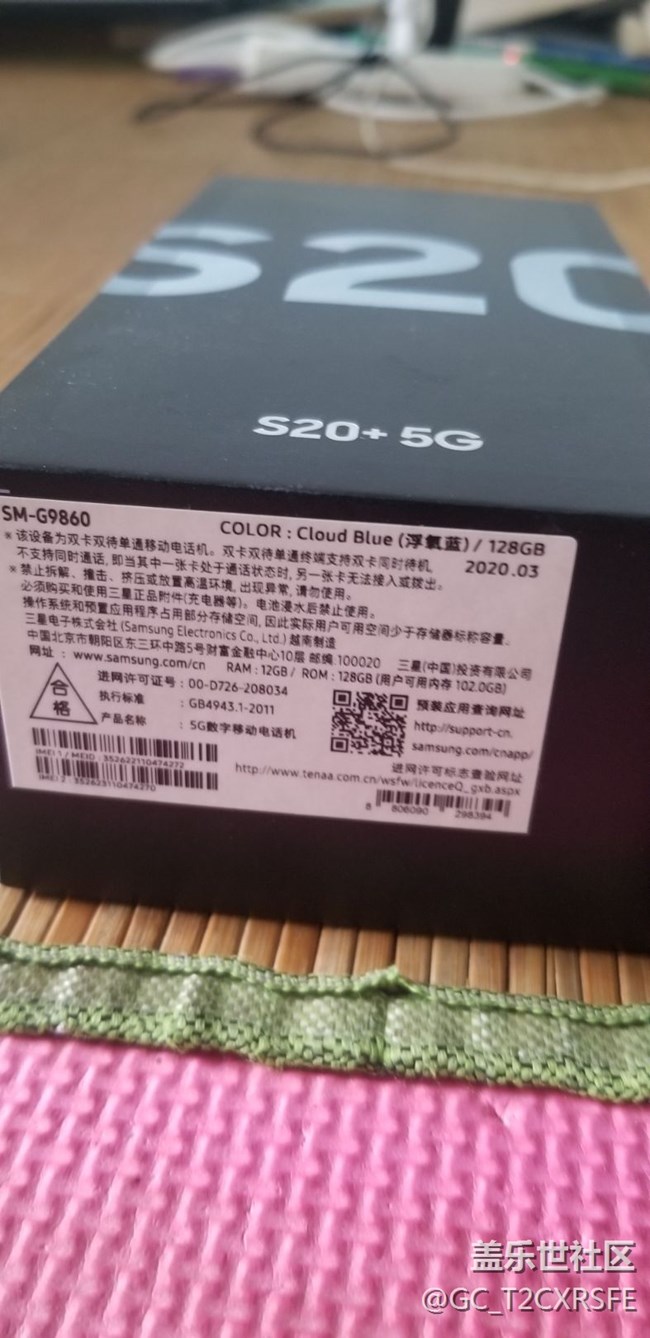 S20
S20+ 5G
SM-G9860
COLOR : Cloud Blue (浮氧蓝) / 128GB
2020.03
* 该设备为双卡双待单通移动电话机。双卡双待单通终端支持双卡同时待机,
不支持同时通话, 即当其中一张卡处于通话状态时, 另一张卡无法接入或拨出。
* 禁止拆解、撞击、挤压或放置高温环境, 出现异常, 请勿使用。
必须购买和使用三星正品附件(充电器等)。电池浸水后禁止使用。
操作系统和预置应用程序占用部分存储空间, 因此实际用户可用空间少于存储器标称容量.
三星电子株式会社 (Samsung Electronics Co., Ltd.) 越南制造
中国北京市朝阳区东三环中路5号财富金融中心10层 邮编 100020 三星(中国)投资有限公司
网址 : www.samsung.com/cn RAM : 12GB / ROM : 128GB (用户可用内存 102.0GB)
合格
进网许可证号 : 00-D726-208034
执行标准 : GB4943.1-2011
产品名称 : 5G数字移动电话机
预装应用查询网址
http://support-cn.
samsung.com/cnapp/
进网许可标志查验网址
http://www.tenaa.com.cn/wsfw/licenceQ_gxb.aspx
IMEI 1 / MEID : 352622110474272
IMEI 2 : 352623110474270
8 806090 298394
盖乐世社区
@GC_T2CXRSFE